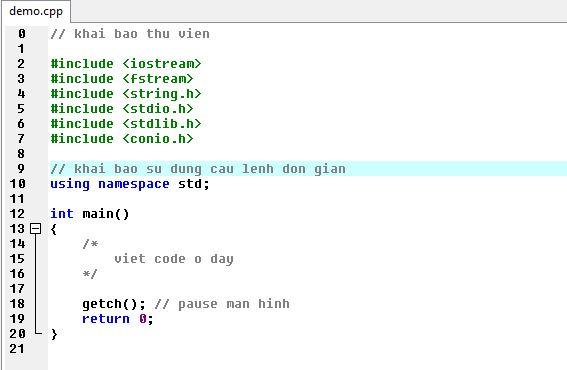 demo.cpp
0 // khai bao thu vien
1
2 #include <iostream>
3 #include <fstream>
4 #include <string.h>
5 #include <stdio.h>
6 #include <stdlib.h>
7 #include <conio.h>
8
9 // khai bao su dung cau lenh don gian
10 using namespace std;
11
12 int main()
13 {
14 /*
15 viet code o day
16 */
17
18 getch(); // pause man hinh
19 return 0;
20 }
21